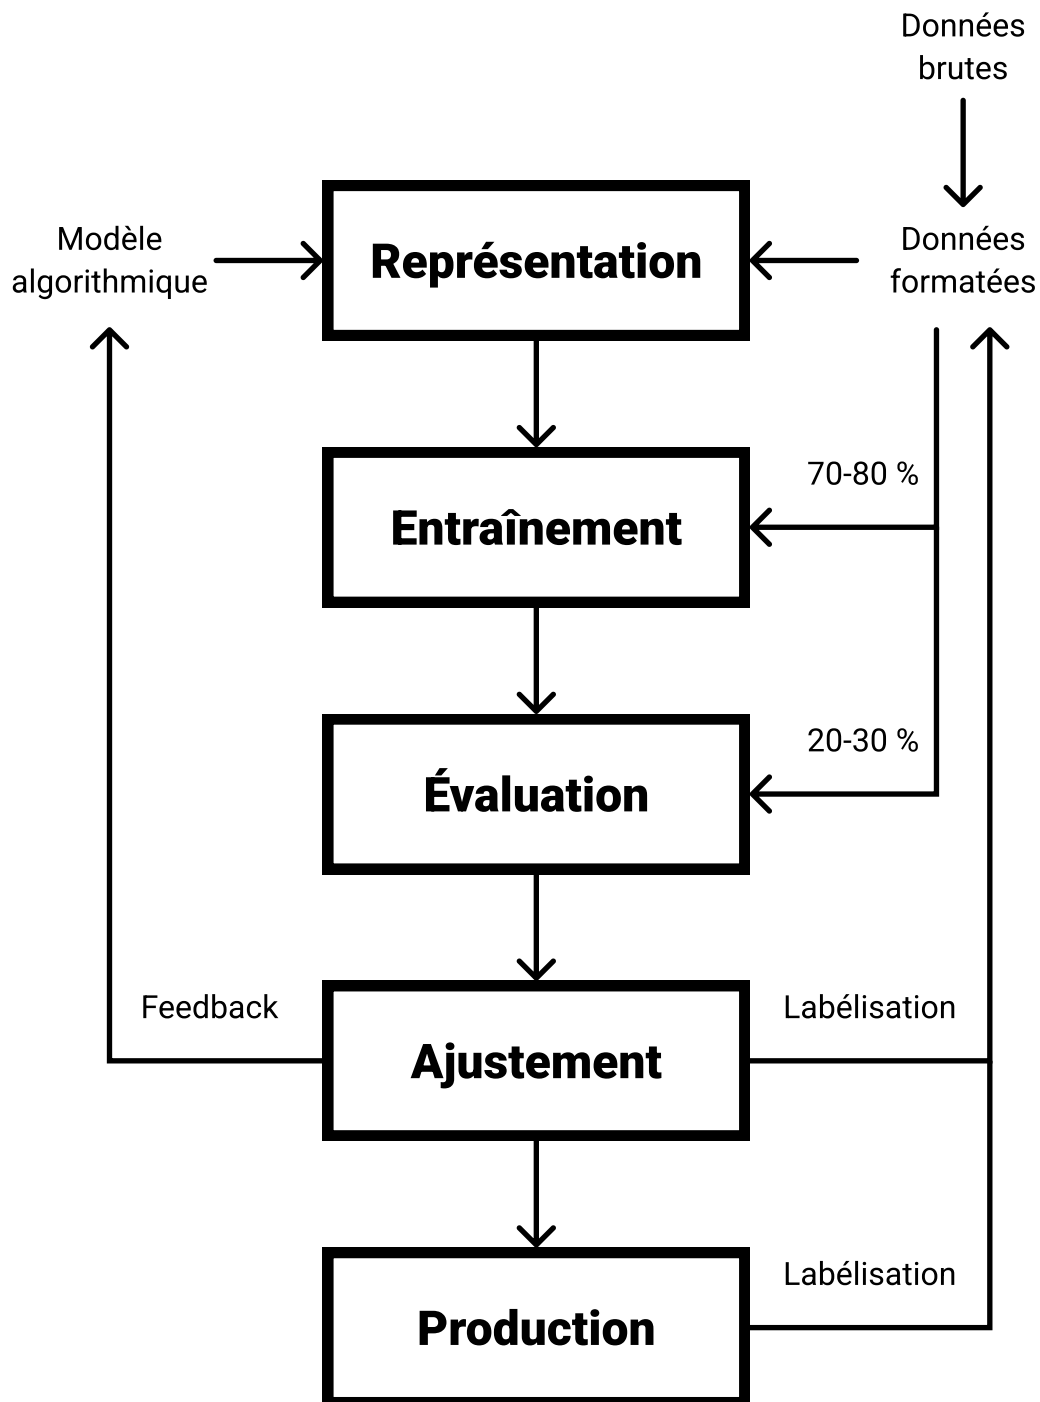 Données
brutes
Modèle
algorithmique
Représentation
Données
formatées
70-80 %
Entraînement
20-30 %
Évaluation
Feedback
Labélisation
Ajustement
Labélisation
Production